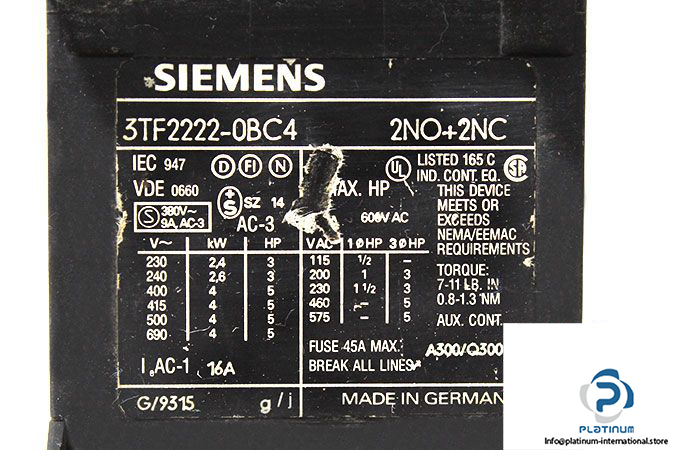 SIEMENS
3TF2222-0BC4 2NO+2NC
IEC 947 D FI N
VDE 0660 +S SZ 14
S 380V~ 9A, AC-3
AC-3
V~ kW HP
230 2,4 3
240 2,6 3
400 4 5
415 4 5
500 4 5
690 4 5
AC-1 16A
MAX. HP
600V AC
VAC 1ØHP 3ØHP
115 1/2 –
200 1 3
230 1 1/2 3
460 – 5
575 – 5
FUSE 45A MAX.
BREAK ALL LINES
UL LISTED 165 C
IND. CONT. EQ. SA
THIS DEVICE
MEETS OR
EXCEEDS
NEMA/EEMAC
REQUIREMENTS
TORQUE:
7-11 LB. IN
0.8-1.3 NM
AUX. CONT.
A300/Q300
G/9315 g/j MADE IN GERMAN
PLATINUM
info@platinum-international.store